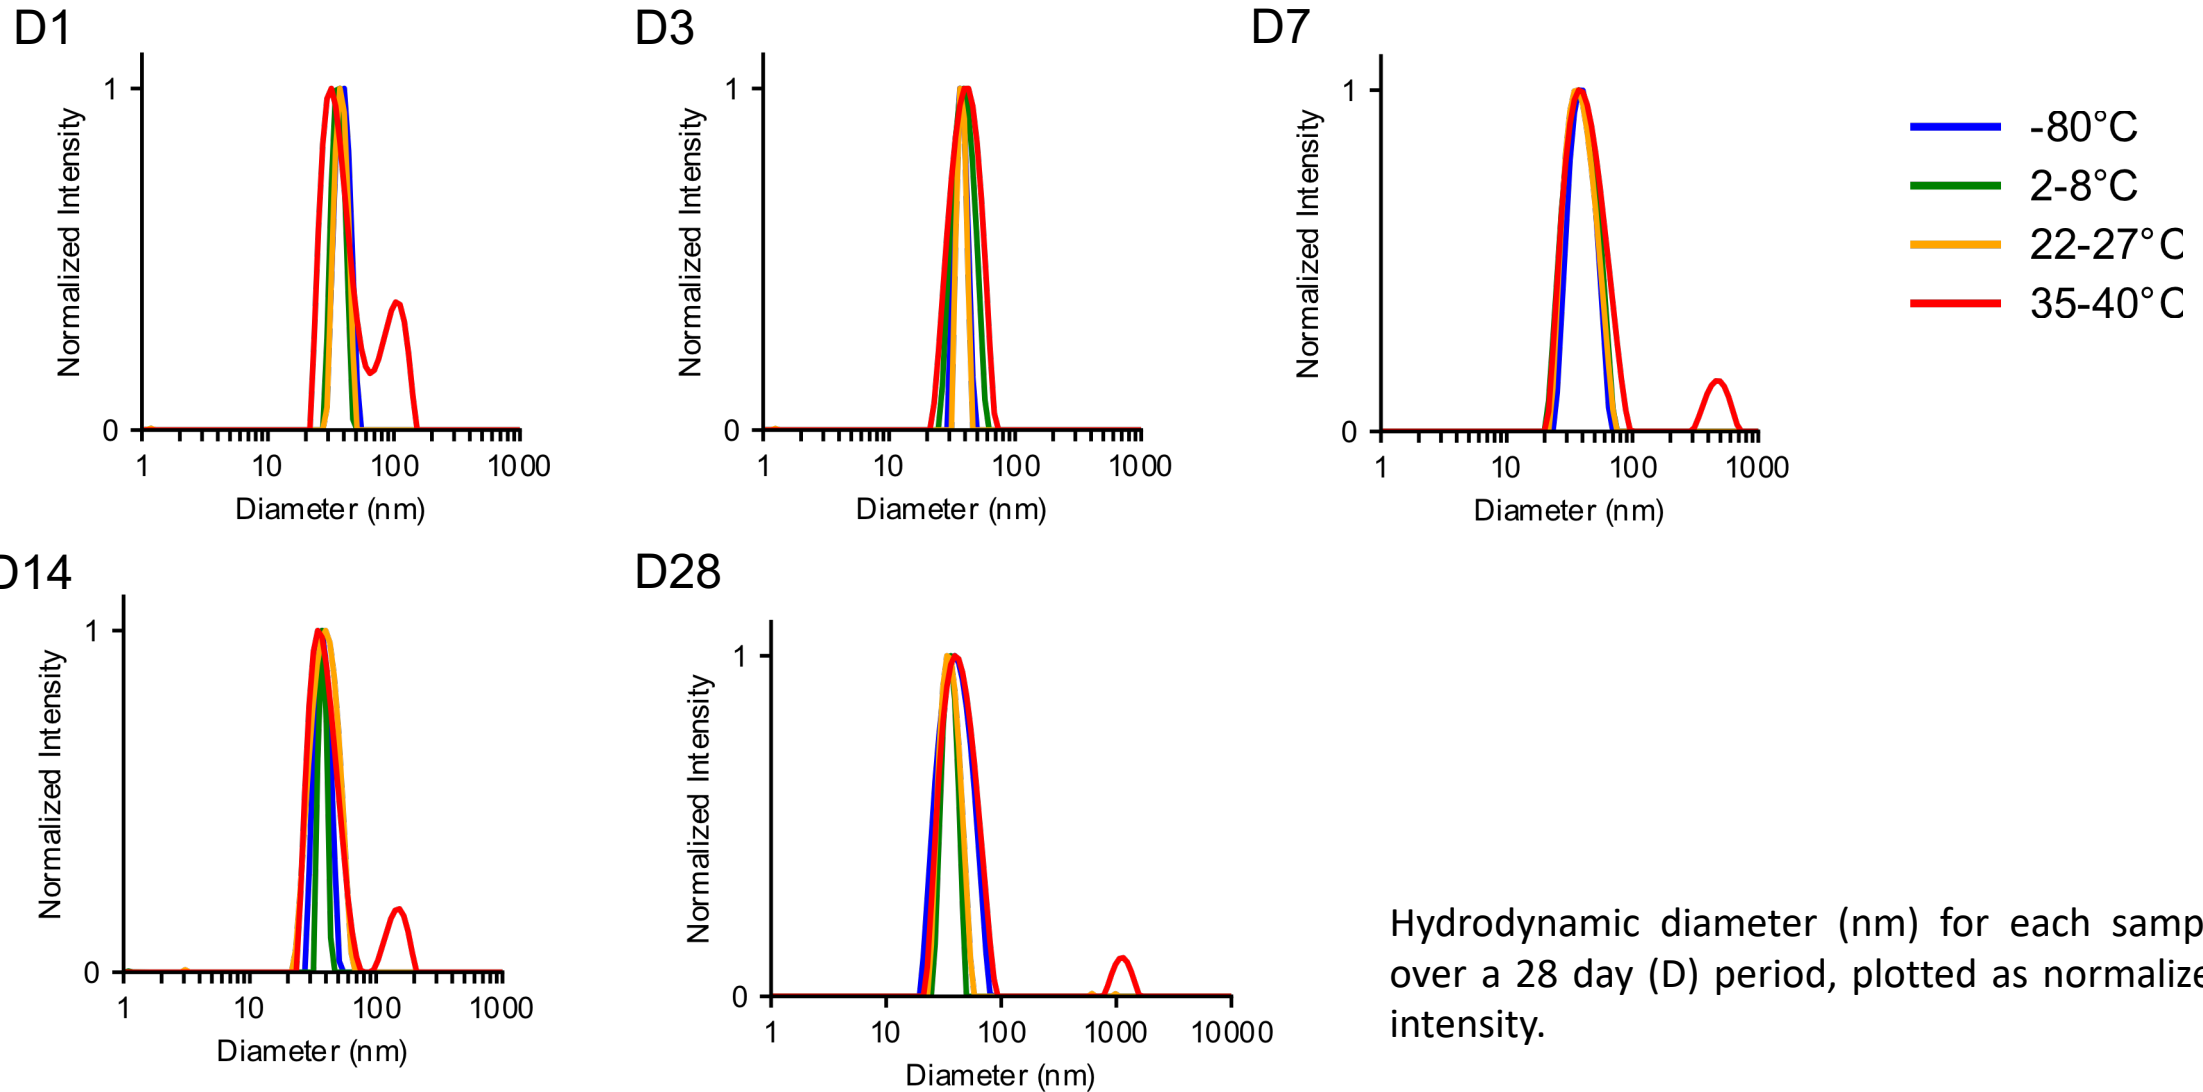 D1
D3
D7
1
Normalized Intensity
0
1
10
100
1000
Diameter (nm)
1
Normalized Intensity
0
1
10
100
1000
Diameter (nm)
1
Normalized Intensity
0
1
10
100
1000
Diameter (nm)
-80°C
2-8°C
22-27°C
35-40°C
D14
D28
1
Normalized Intensity
0
1
10
100
1000
Diameter (nm)
1
Normalized Intensity
0
1
10
100
1000
10000
Diameter (nm)
Hydrodynamic diameter (nm) for each samp
over a 28 day (D) period, plotted as normalize
intensity.